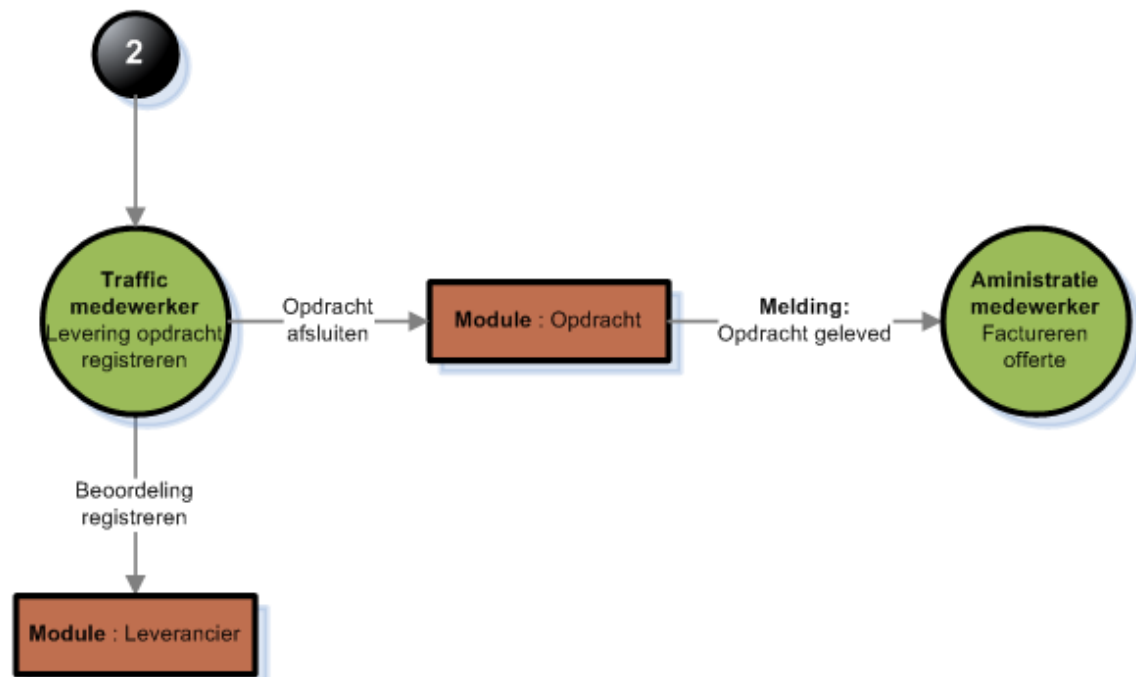 2
Traffic
medewerker
Levering opdracht
registreren
Opdracht
afsluiten
Module : Opdracht
Melding:
Opdracht geleved
Aministratie
medewerker
Factureren
offerte
Beoordeling
registreren
Module : Leverancier